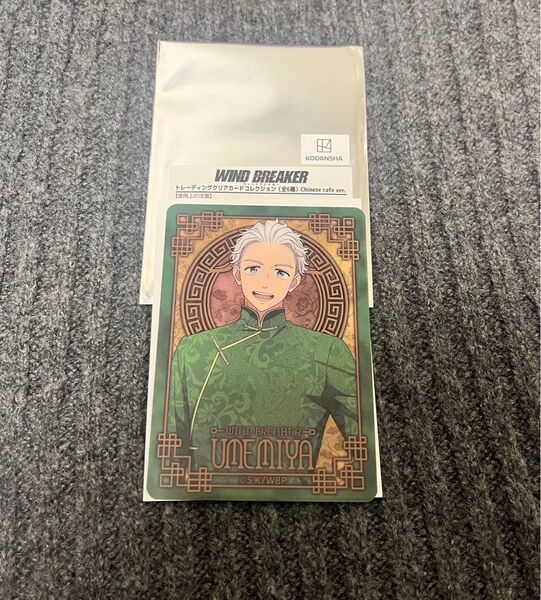 KODANSHA
WIND BREAKER
トレーディングクリアカードコレクション（全6種）Chinese cafe ver.
【使用上の注意】
WIND BREAKER
UMEMIYA
©S.K/WBP